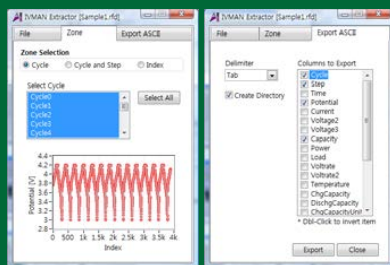 IVMAN Extractor [Sample1.rfd]
File
Zone
Export ASCII
Zone Selection
Cycle
Cycle and Step
Index
Select Cycle
Cycle0
Cycle1
Cycle2
Cycle3
Cycle4
Select All
Potential [V]
4.4
4.2
4
3.8
3.6
3.4
3.2
3
2.8
0 500 1k 1.5k 2k 2.5k 3k 3.5k 4k
Index
IVMAN Extractor [Sample1.rfd]
File
Zone
Export ASCII
Delimiter
Tab
Create Directory
Columns to Export
Cycle
Step
Time
Potential
Current
Voltage2
Voltage3
Capacity
Power
Load
Voltrate
Voltrate2
Temperature
ChgCapacity
DischgCapacity
ChgCapacityUnit
* Dbl-Click to Invert item
Export
Close